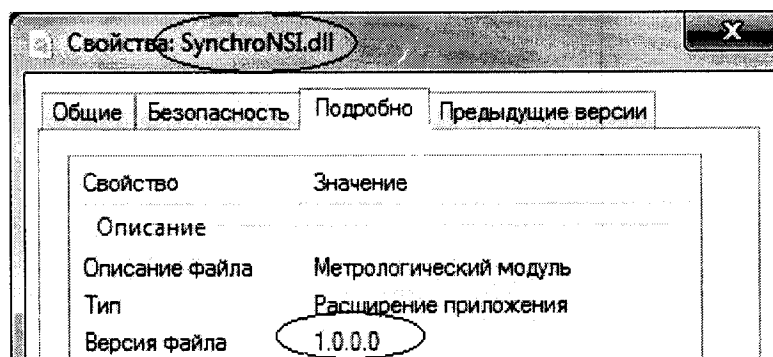 Свойства: SynchroNSI.dll
Общие Безопасность Подробно Предыдущие версии
Свойство Значение
Описание
Описание файла Метрологический модуль
Тип Расширение приложения
Версия файла 1.0.0.0